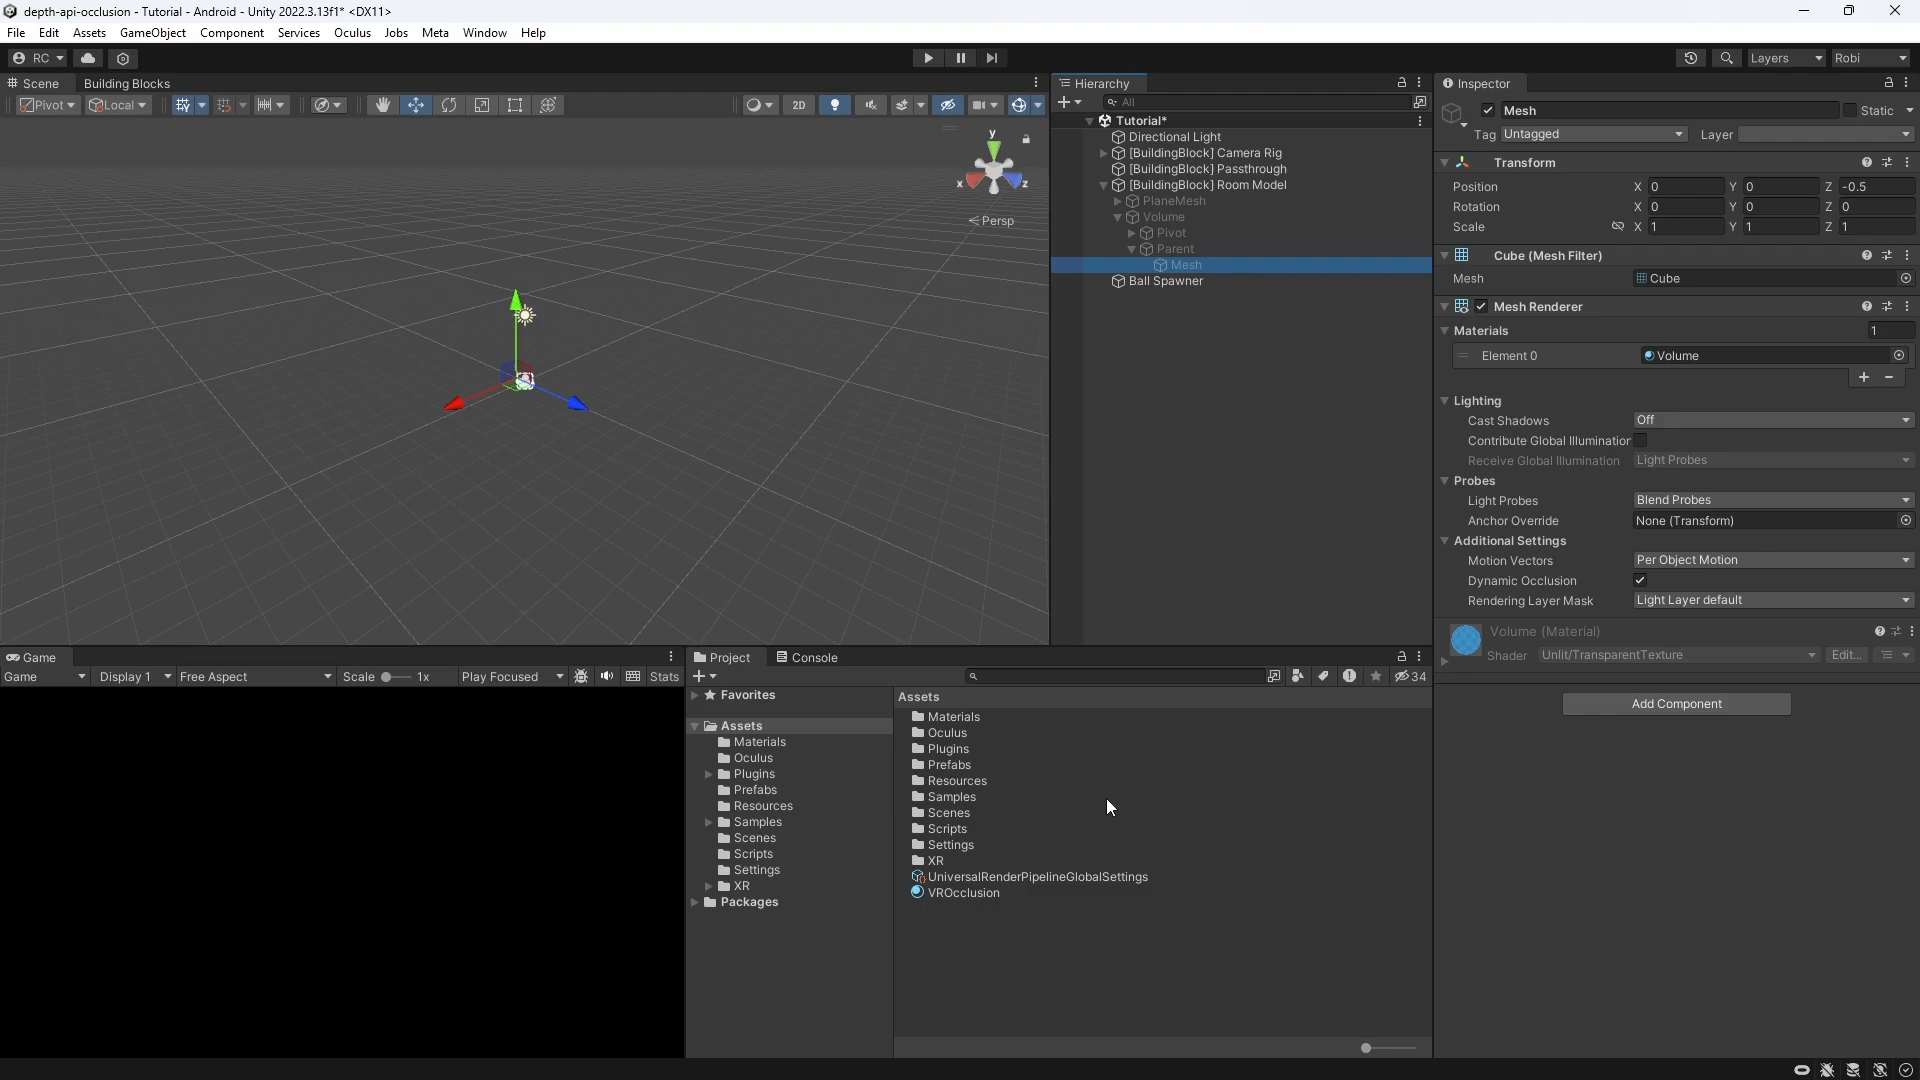 depth-api-occlusion - Tutorial - Android - Unity 2022.3.13f1* <DX11>
File Edit Assets GameObject Component Services Oculus Jobs Meta Window Help
RC Layers Robi
Scene Building Blocks
Pivot Local 2D
y
x z
Persp
Hierarchy
All
Tutorial*
Directional Light
[BuildingBlock] Camera Rig
[BuildingBlock] Passthrough
[BuildingBlock] Room Model
PlaneMesh
Volume
Pivot
Parent
Mesh
Ball Spawner
Inspector
Mesh Static
Tag Untagged Layer
Transform
Position X 0 Y 0 Z -0.5
Rotation X 0 Y 0 Z 0
Scale X 1 Y 1 Z 1
Cube (Mesh Filter)
Mesh Cube
Mesh Renderer
Materials 1
Element 0 Volume
Lighting
Cast Shadows Off
Contribute Global Illumination
Receive Global Illumination Light Probes
Probes
Light Probes Blend Probes
Anchor Override None (Transform)
Additional Settings
Motion Vectors Per Object Motion
Dynamic Occlusion
Rendering Layer Mask Light Layer default
Volume (Material)
Shader Unlit/TransparentTexture Edit...
Add Component
Game
Game Display 1 Free Aspect Scale 1x Play Focused Stats
Project Console
34
Favorites
Assets
Materials
Oculus
Plugins
Prefabs
Resources
Samples
Scenes
Scripts
Settings
XR
Packages
Assets
Materials
Oculus
Plugins
Prefabs
Resources
Samples
Scenes
Scripts
Settings
XR
UniversalRenderPipelineGlobalSettings
VROcclusion